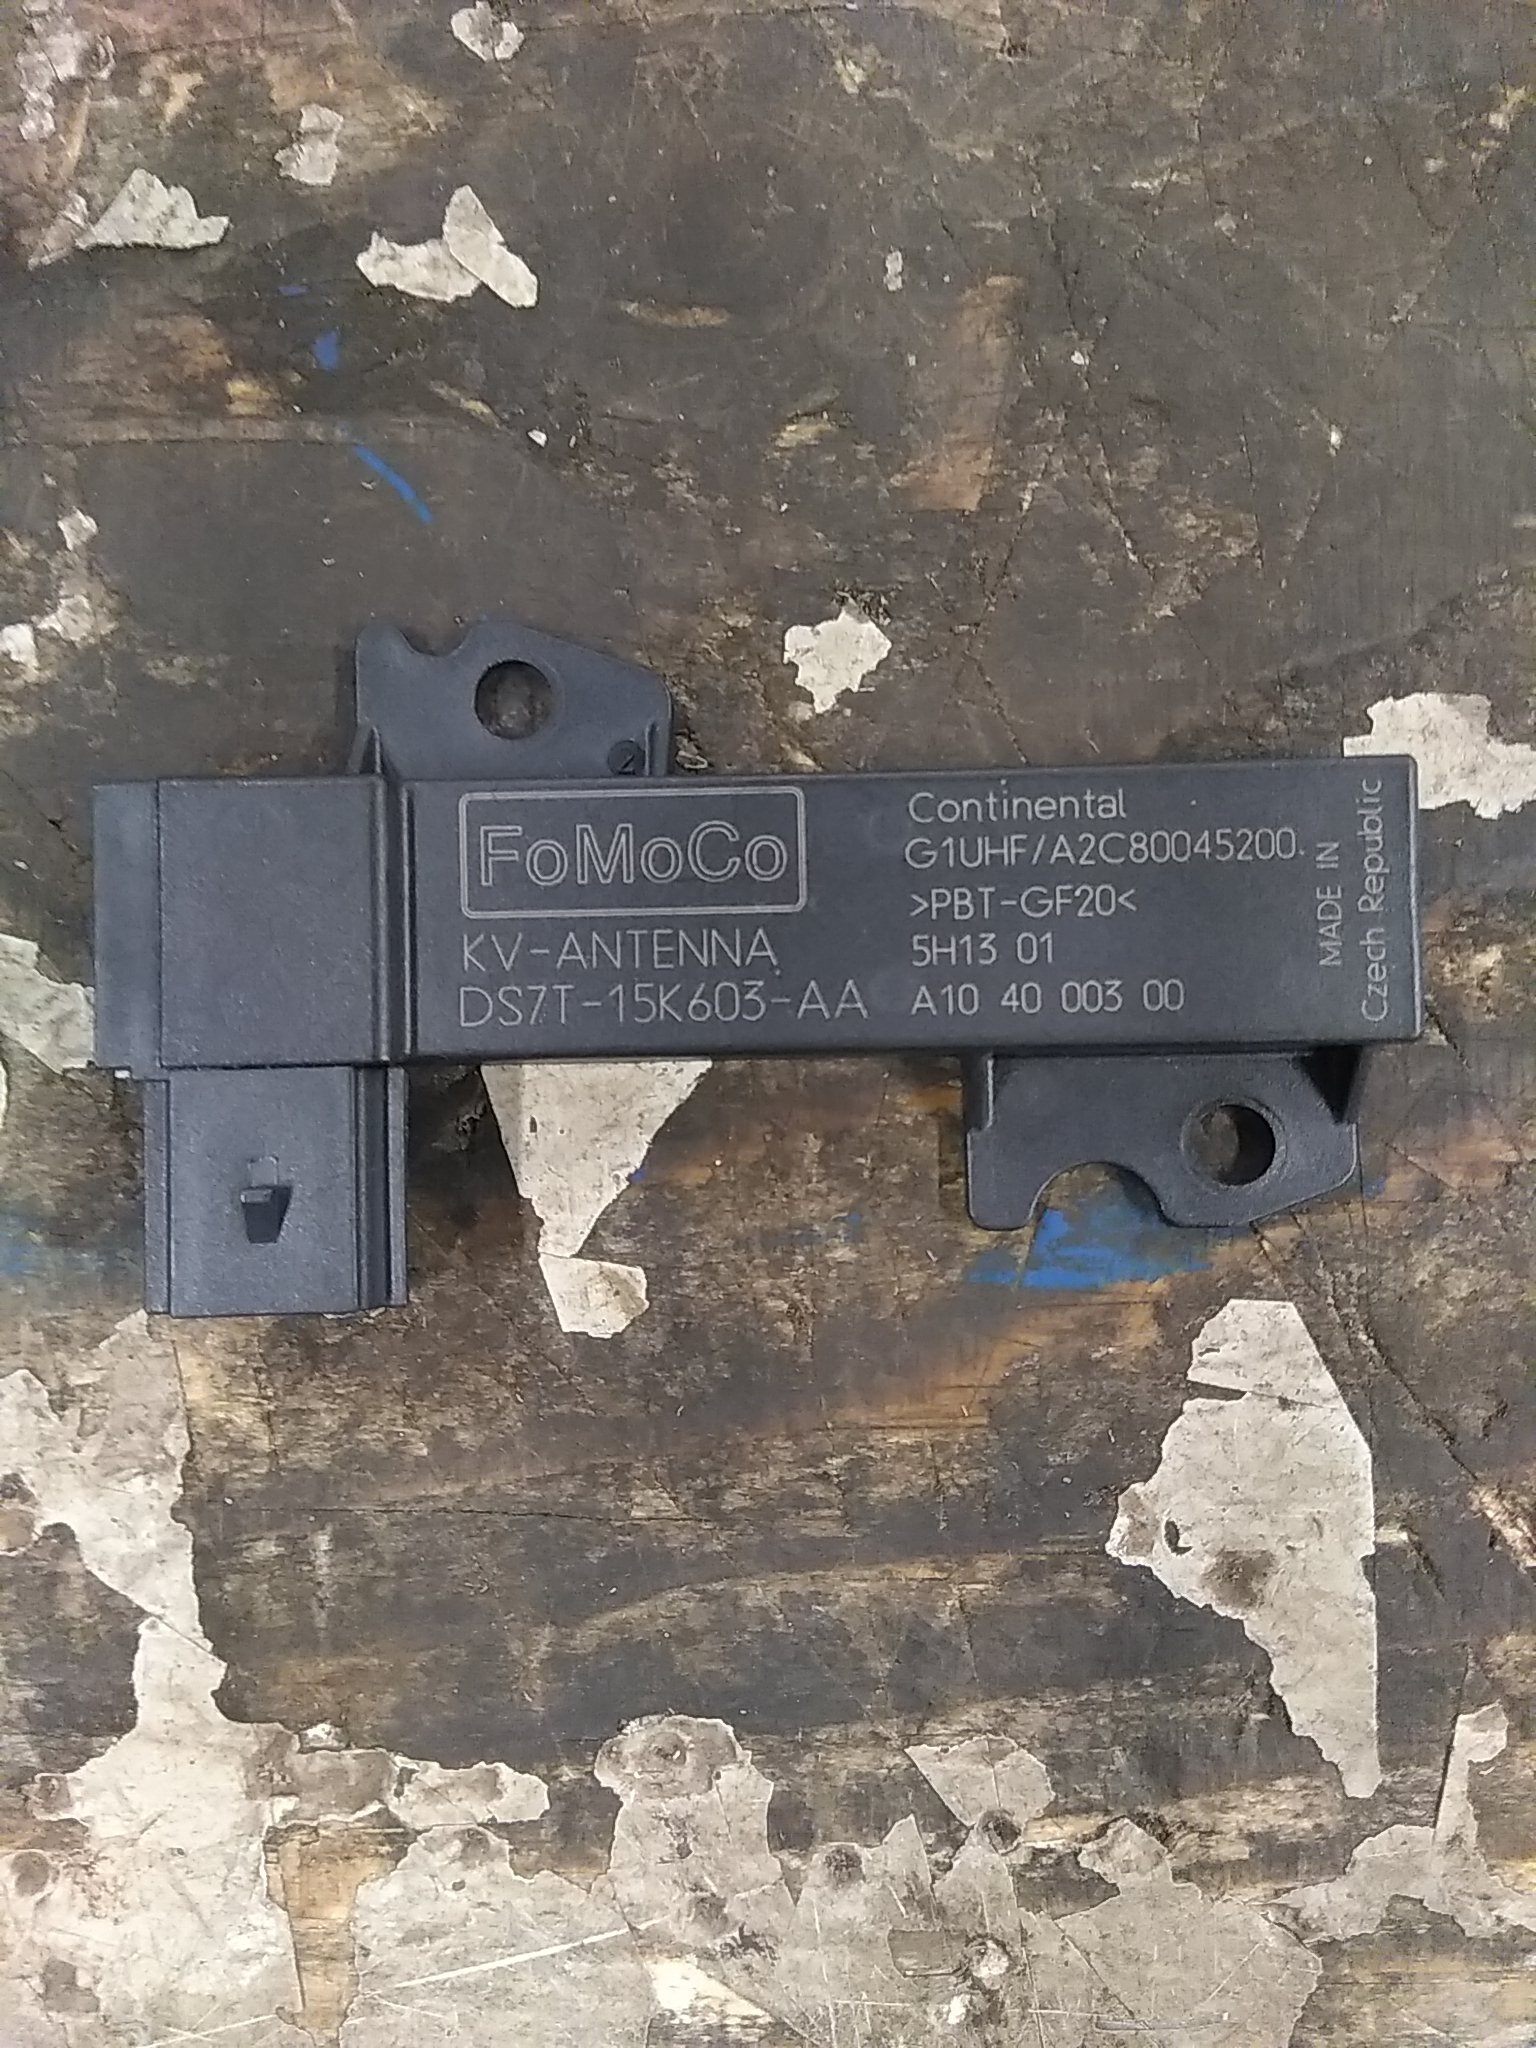 2
FoMoCo
KV-ANTENNA
DS7T-15K603-AA
Continental
G1UHF/A2C80045200.
>PBT-GF20<
5H13 01
A10 40 003 00
MADE IN
Czech Republic